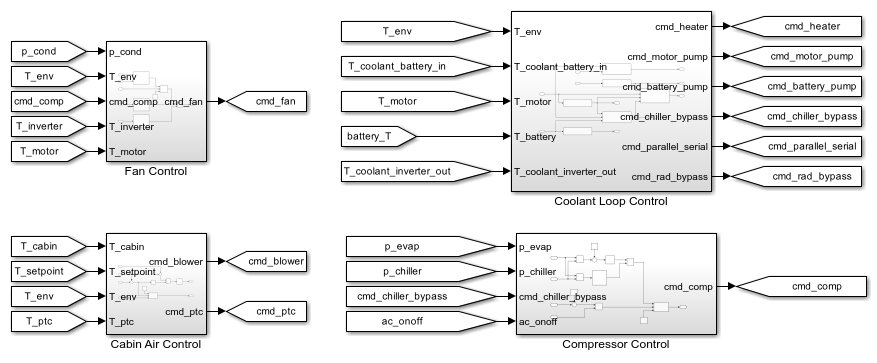 p_cond
T_env
cmd_comp
T_inverter
T_motor
p_cond
T_env
cmd_comp
T_inverter
T_motor
cmd_fan
cmd_fan
Fan Control
T_env
T_coolant_battery_in
T_motor
battery_T
T_coolant_inverter_out
T_env
T_coolant_battery_in
T_motor
T_battery
T_coolant_inverter_out
cmd_heater
cmd_motor_pump
cmd_battery_pump
cmd_chiller_bypass
cmd_parallel_serial
cmd_rad_bypass
cmd_heater
cmd_motor_pump
cmd_battery_pump
cmd_chiller_bypass
cmd_parallel_serial
cmd_rad_bypass
Coolant Loop Control
T_cabin
T_setpoint
T_env
T_ptc
T_cabin
T_setpoint
T_env
T_ptc
cmd_blower
cmd_ptc
cmd_blower
cmd_ptc
Cabin Air Control
p_evap
p_chiller
cmd_chiller_bypass
ac_onoff
p_evap
p_chiller
cmd_chiller_bypass
ac_onoff
cmd_comp
cmd_comp
Compressor Control